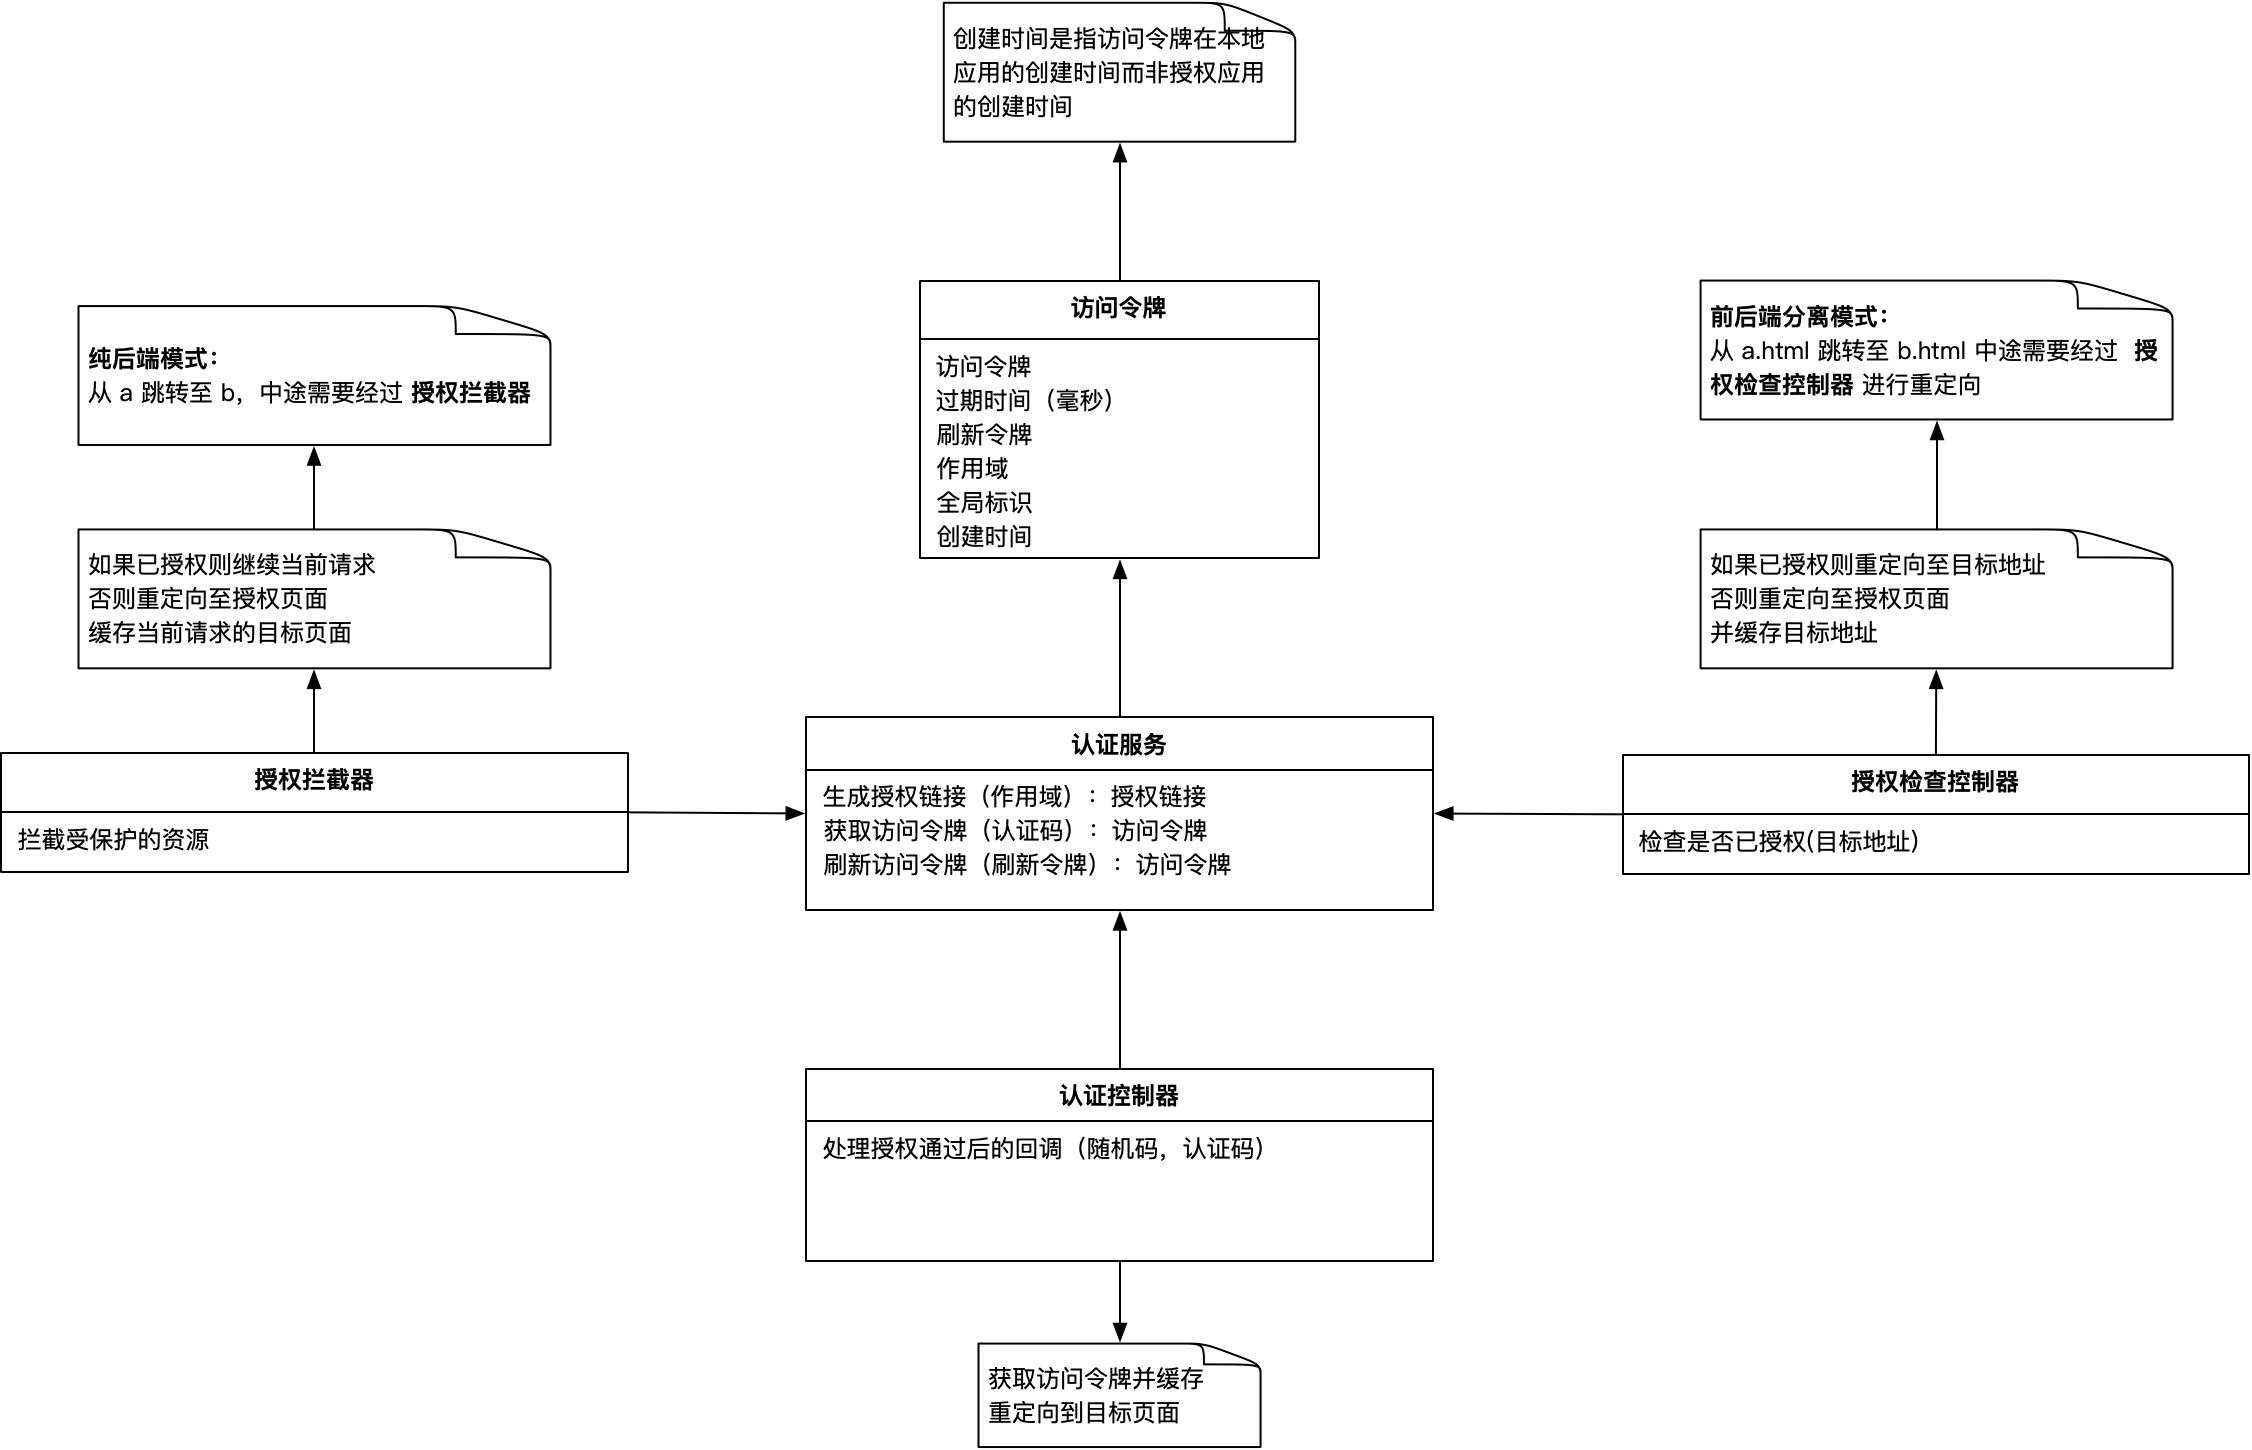 创建时间是指访问令牌在本地
应用的创建时间而非授权应用
的创建时间
访问令牌
访问令牌
过期时间（毫秒）
刷新令牌
作用域
全局标识
创建时间
纯后端模式：
从 a 跳转至 b，中途需要经过 授权拦截器
前后端分离模式：
从 a.html 跳转至 b.html 中途需要经过 授
权检查控制器 进行重定向
如果已授权则继续当前请求
否则重定向至授权页面
缓存当前请求的目标页面
如果已授权则重定向至目标地址
否则重定向至授权页面
并缓存目标地址
授权拦截器
拦截受保护的资源
认证服务
生成授权链接（作用域）：授权链接
获取访问令牌（认证码）：访问令牌
刷新访问令牌（刷新令牌）：访问令牌
授权检查控制器
检查是否已授权(目标地址)
认证控制器
处理授权通过后的回调（随机码，认证码）
获取访问令牌并缓存
重定向到目标页面